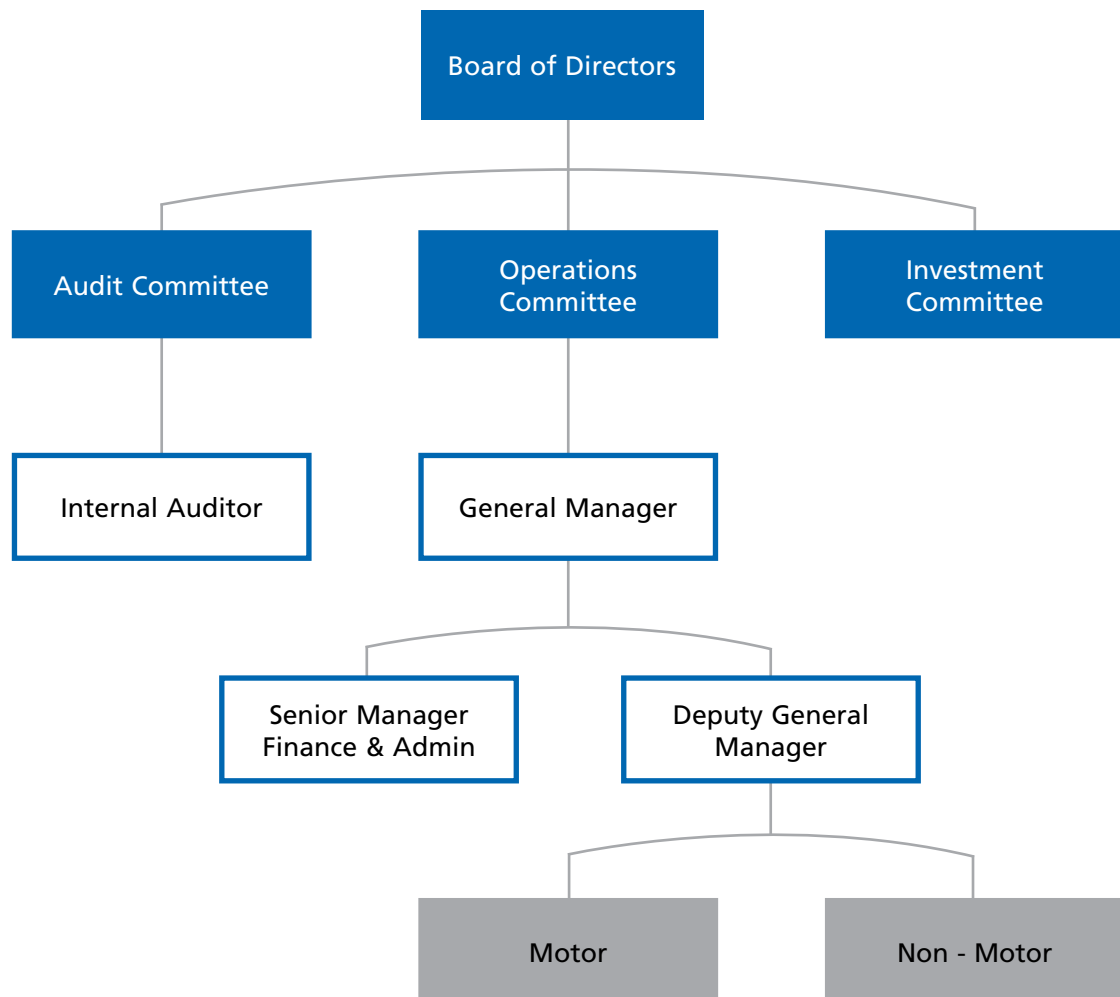 Board of Directors
Audit Committee
Operations
Committee
Investment
Committee
Internal Auditor
General Manager
Senior Manager
Finance & Admin
Deputy General
Manager
Motor
Non - Motor